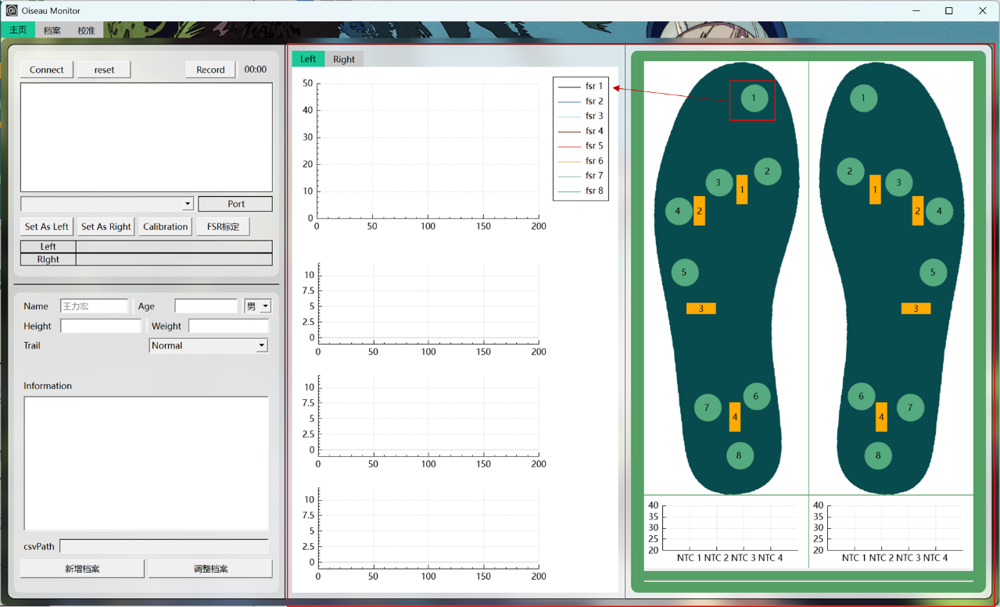 Oiseau Monitor
主页 档案 校准
Connect reset Record 00:00
Port
Set As Left Set As Right Calibration FSR标定
Left
RIght
Name 王力宏 Age 男
Height Weight
Trail Normal
Information
csvPath
新增档案 调整档案
Left Right
50
40
30
20
10
0
0 50 100 150 200
fsr 1
fsr 2
fsr 3
fsr 4
fsr 5
fsr 6
fsr 7
fsr 8
10
7.5
5
2.5
0
0 50 100 150 200
10
7.5
5
2.5
0
0 50 100 150 200
10
7.5
5
2.5
0
0 50 100 150 200
1
2
3
1
4
2
5
3
6
7
4
8
1
2
3
1
2
4
5
3
6
7
4
8
40
35
30
25
20
NTC 1 NTC 2 NTC 3 NTC 4
40
35
30
25
20
NTC 1 NTC 2 NTC 3 NTC 4